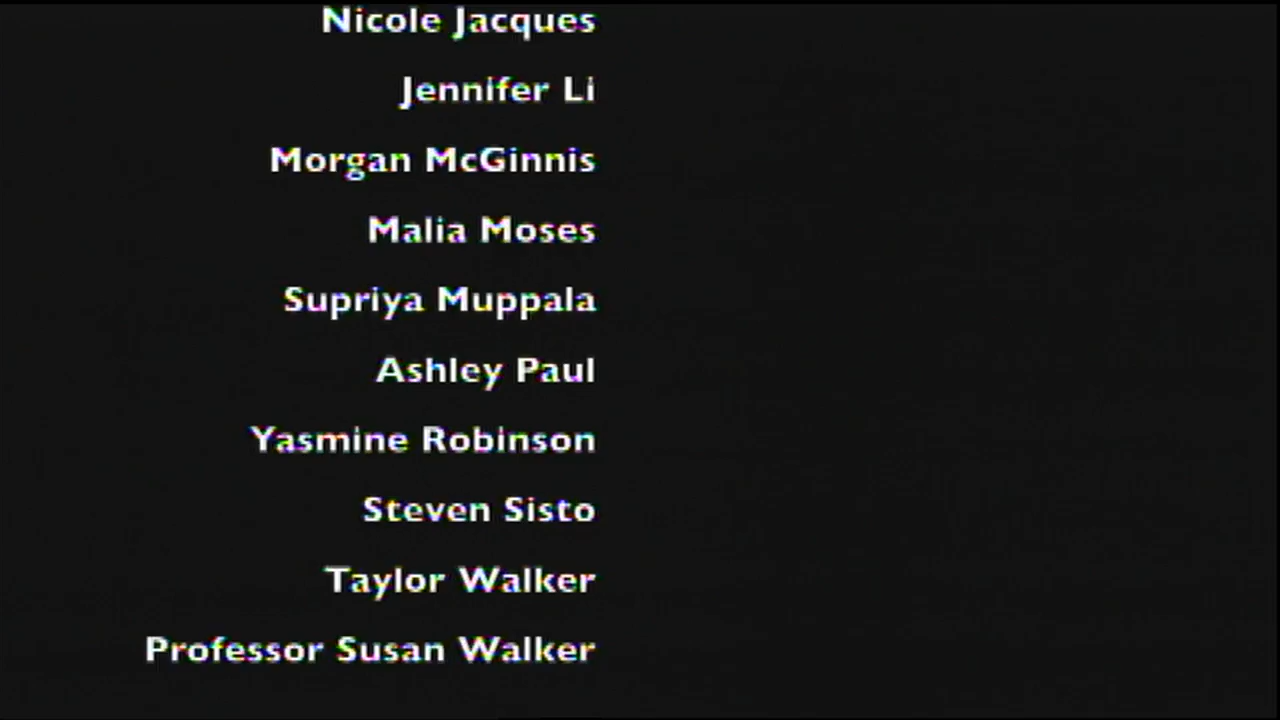 Nicole Jacques
Jennifer Li
Morgan McGinnis
Malia Moses
Supriya Muppala
Ashley Paul
Yasmine Robinson
Steven Sisto
Taylor Walker
Professor Susan Walker